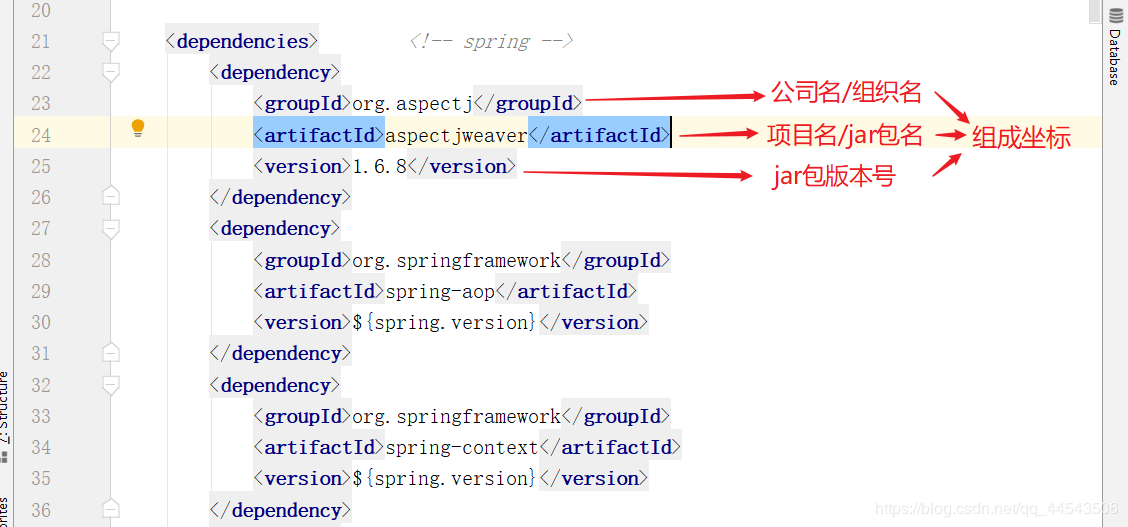 20
21 <dependencies> <!-- spring -->
22 <dependency>
23 <groupId>org.aspectj</groupId> 公司名/组织名
24 <artifactId>aspectjweaver</artifactId> 项目名/jar包名 组成坐标
25 <version>1.6.8</version> jar包版本号
26 </dependency>
27 <dependency>
28 <groupId>org.springframework</groupId>
29 <artifactId>spring-aop</artifactId>
30 <version>${spring.version}</version>
31 </dependency>
32 <dependency>
33 <groupId>org.springframework</groupId>
34 <artifactId>spring-context</artifactId>
35 <version>${spring.version}</version>
36 </dependency>
Database
7: Structure
https://blog.csdn.net/qq_44543508